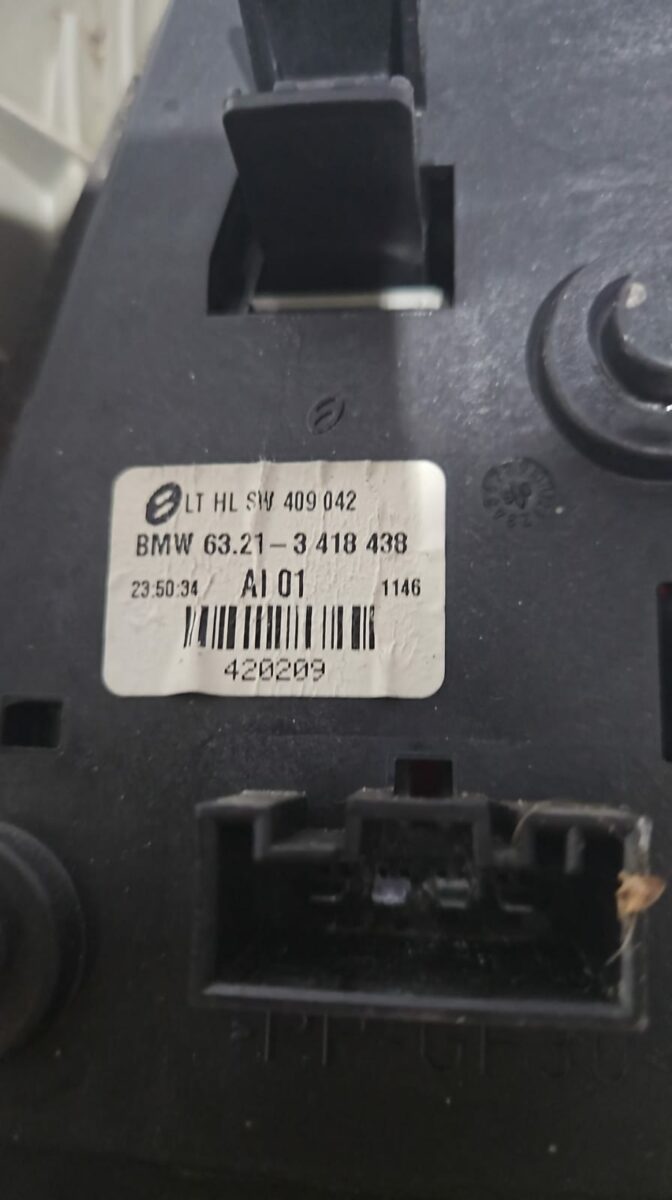 LT HL SW 409 042
BMW 63.21-3 418 438
23:50:34 AI 01 1146
420209